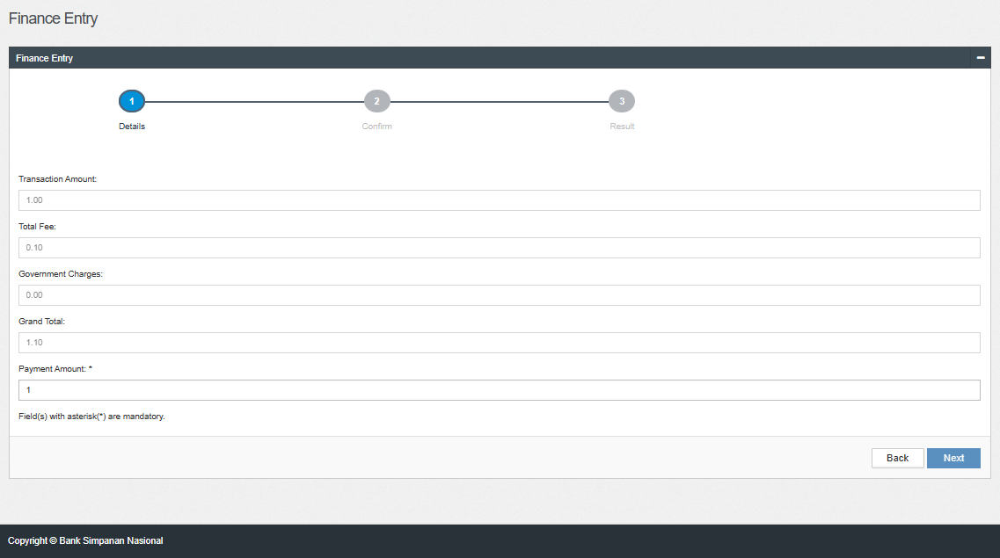 Finance Entry
Finance Entry
1 2 3
Details Confirm Result
Transaction Amount:
1.00
Total Fee:
0.10
Government Charges:
0.00
Grand Total:
1.10
Payment Amount: *
1
Field(s) with asterisk(*) are mandatory.
Back Next
Copyright © Bank Simpanan Nasional